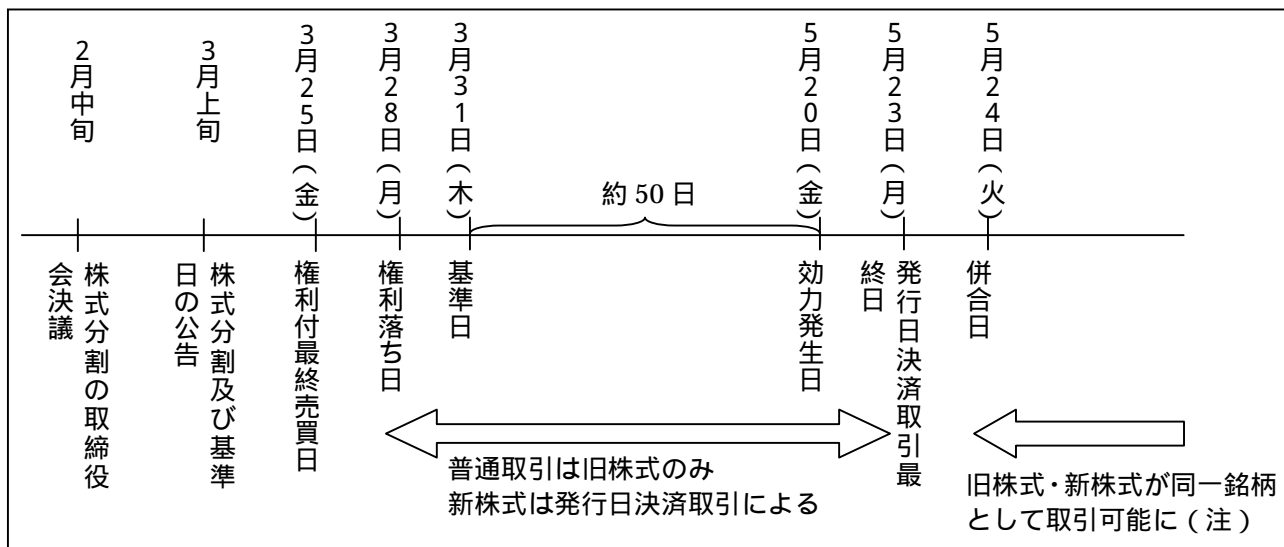 2月中旬
3月上旬
3月25日(金)
3月28日(月)
3月31日(木)
5月20日(金)
5月23日(月)
5月24日(火)
約 50 日
株式分割の取締役
会決議
株式分割及び基準
日の公告
権利付最終売買日
権利落ち日
基準日
効力発生日
発行日決済取引最
終日
併合日
普通取引は旧株式のみ
新株式は発行日決済取引による
旧株式・新株式が同一銘柄
として取引可能に(注)